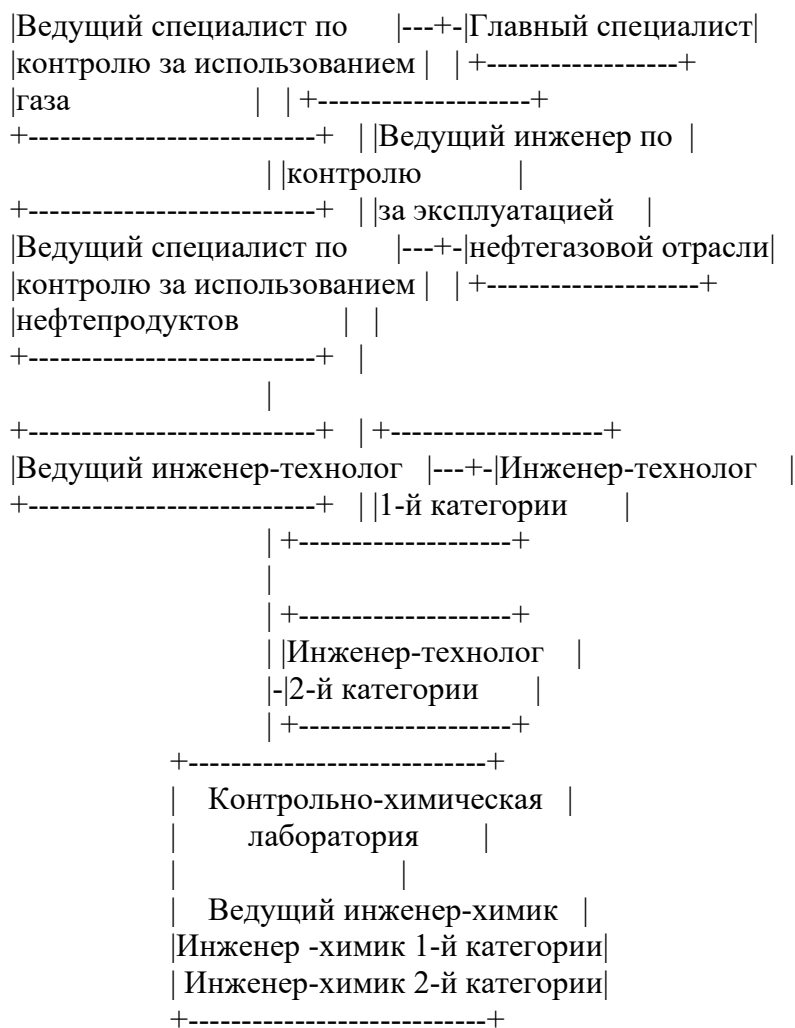 |Ведущий специалист по |---+-|Главный специалист|
|контролю за использованием | | +------------------+
|газа | | +--------------------+
+---------------------------+ | |Ведущий инженер по |
| |контролю |
+---------------------------+ | |за эксплуатацией |
|Ведущий специалист по |---+-|нефтегазовой отрасли|
|контролю за использованием | | +--------------------+
|нефтепродуктов | |
+---------------------------+ |
|
+---------------------------+ | +--------------------+
|Ведущий инженер-технолог |---+-|Инженер-технолог |
+---------------------------+ | |1-й категории |
| +--------------------+
|
| +--------------------+
| |Инженер-технолог |
|-|2-й категории |
| +--------------------+
+----------------------------+
| Контрольно-химическая |
| лаборатория |
| |
| Ведущий инженер-химик |
|Инженер -химик 1-й категории|
| Инженер-химик 2-й категории|
+----------------------------+